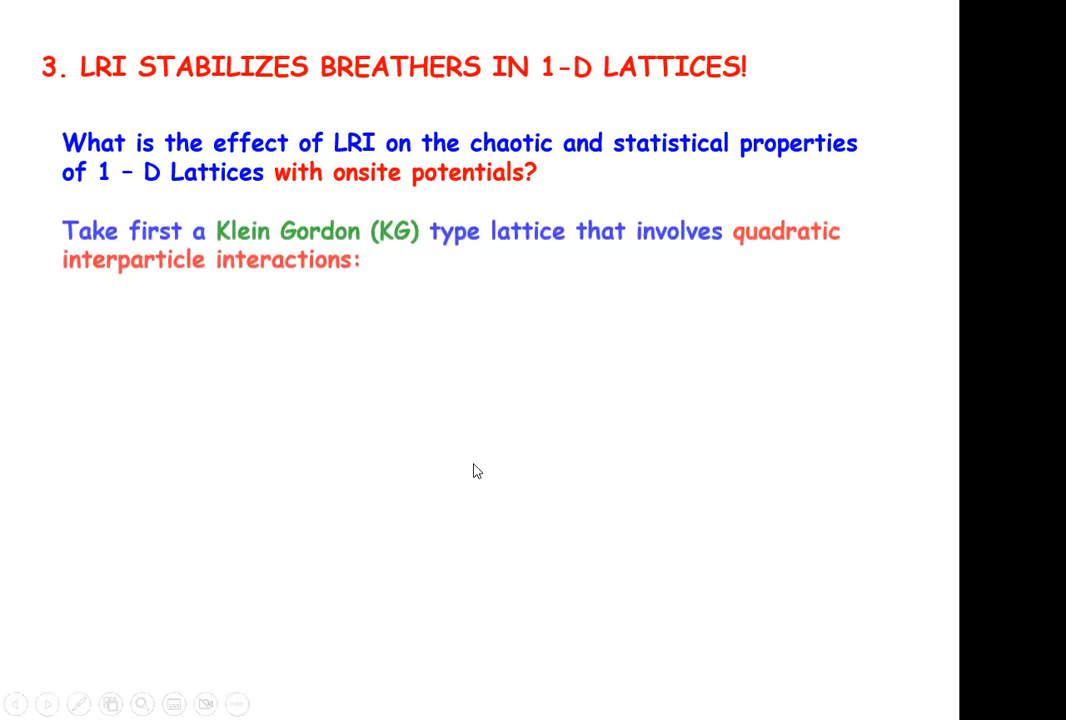 3. LRI STABILIZES BREATHERS IN 1-D LATTICES!
What is the effect of LRI on the chaotic and statistical properties
of 1 – D Lattices with onsite potentials?
Take first a Klein Gordon (KG) type lattice that involves quadratic
interparticle interactions: